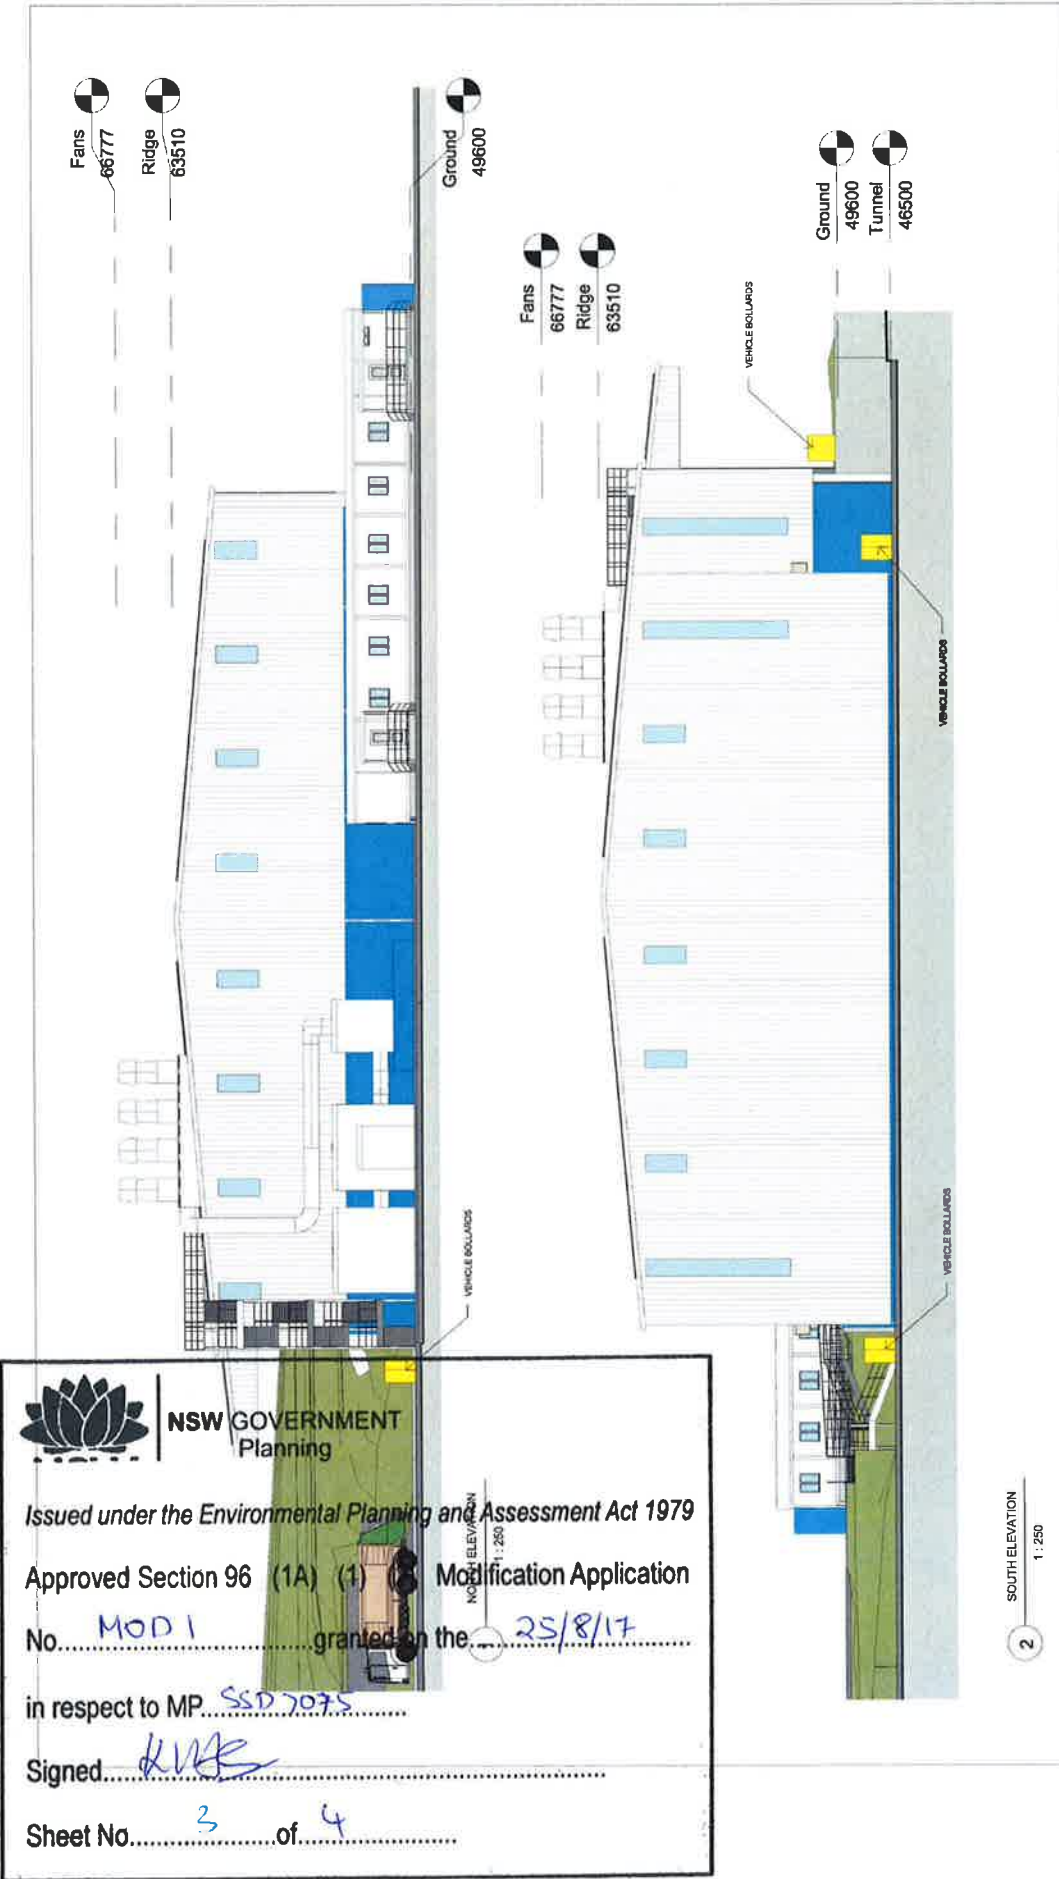 Fans
66777
Ridge
63510
Ground
49600
VEHICLE BOLLARDS
NORTH ELEVATION
1 : 250
Fans
66777
Ridge
63510
Ground
49600
Tunnel
46500
VEHICLE BOLLARDS
VEHICLE BOLLARDS
VEHICLE BOLLARDS
2
SOUTH ELEVATION
1 : 250
NSW GOVERNMENT
Planning
Issued under the Environmental Planning and Assessment Act 1979
Approved Section 96 (1A) (1) Modification Application
No. MOD 1 granted on the 25/8/17
in respect to MP SSD 7075
Signed
Sheet No. 3 of 4